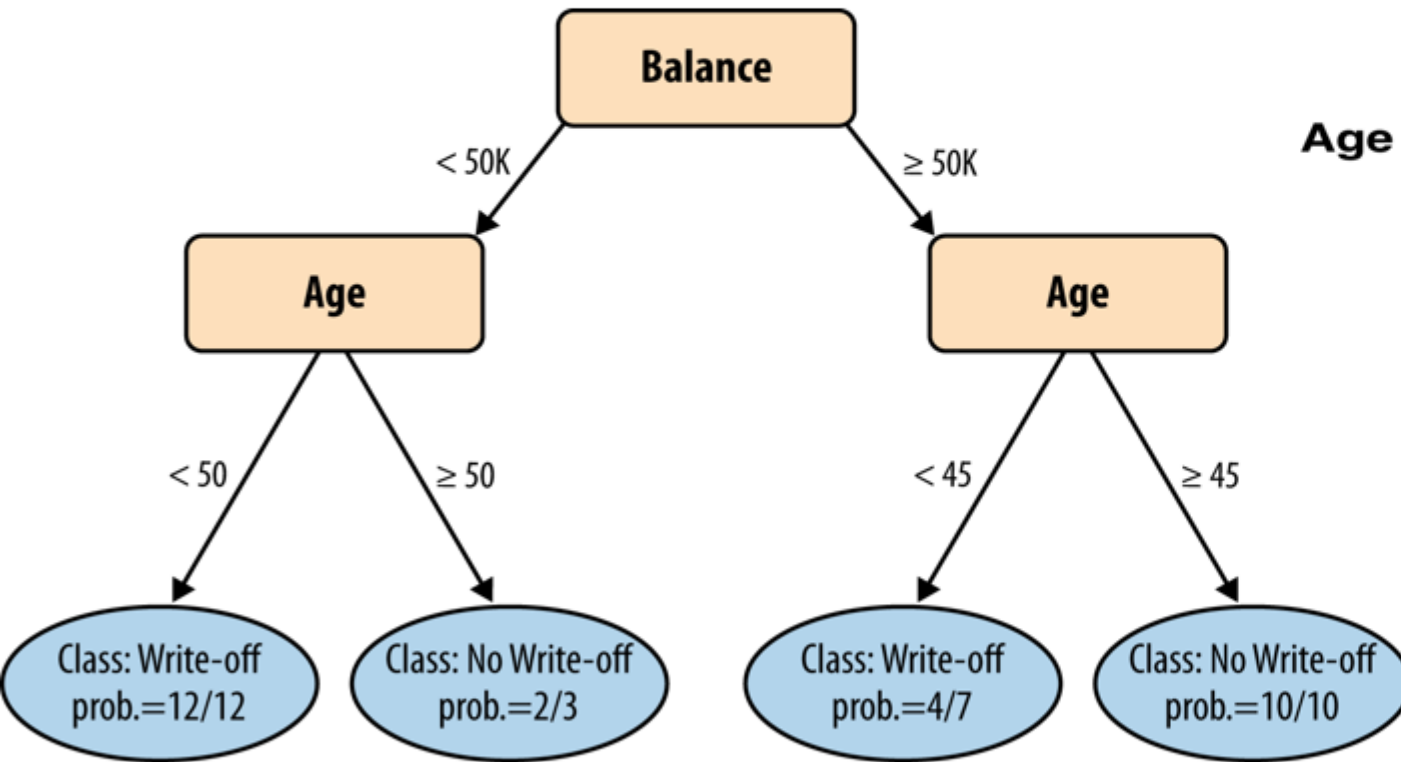 Balance
Age
< 50K
≥ 50K
Age
Age
< 50
≥ 50
< 45
≥ 45
Class: Write-off
prob.=12/12
Class: No Write-off
prob.=2/3
Class: Write-off
prob.=4/7
Class: No Write-off
prob.=10/10